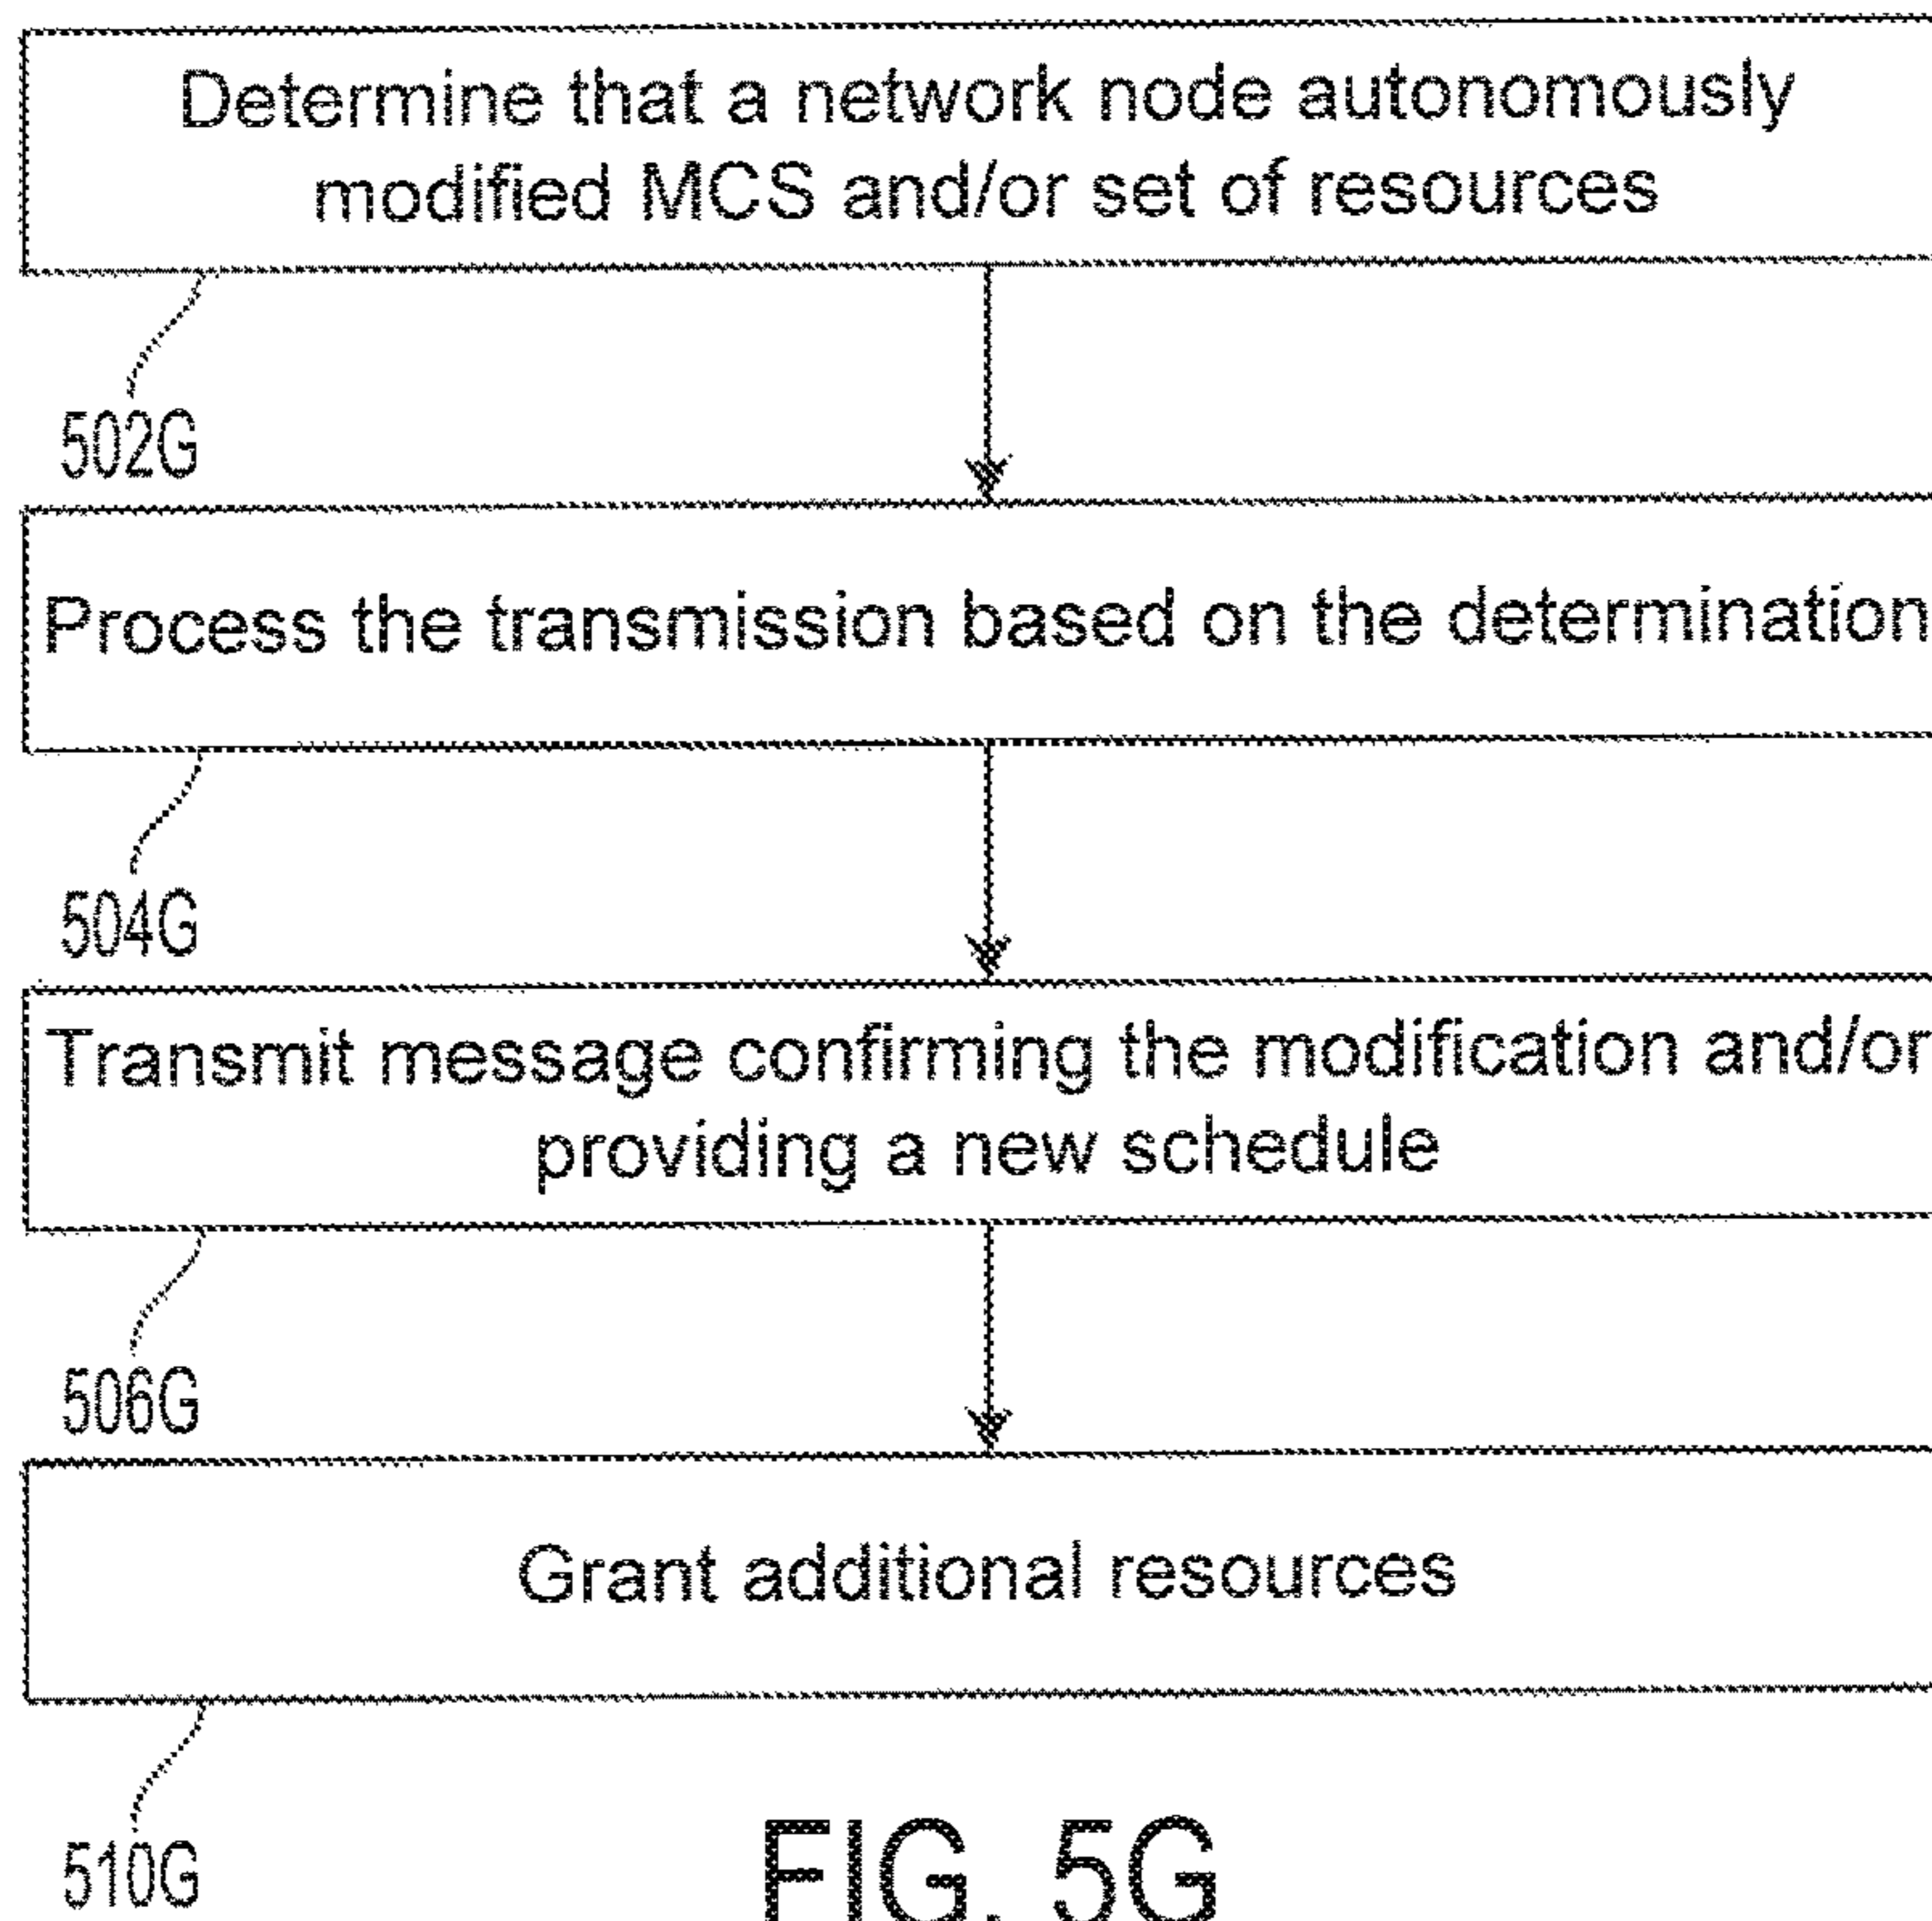 Determine that a network node autonomously
modified MCS and/or set of resources
502G
Process the transmission based on the determination
504G
Transmit message confirming the modification and/or
providing a new schedule
506G
Grant additional resources
510G
FIG. 5G